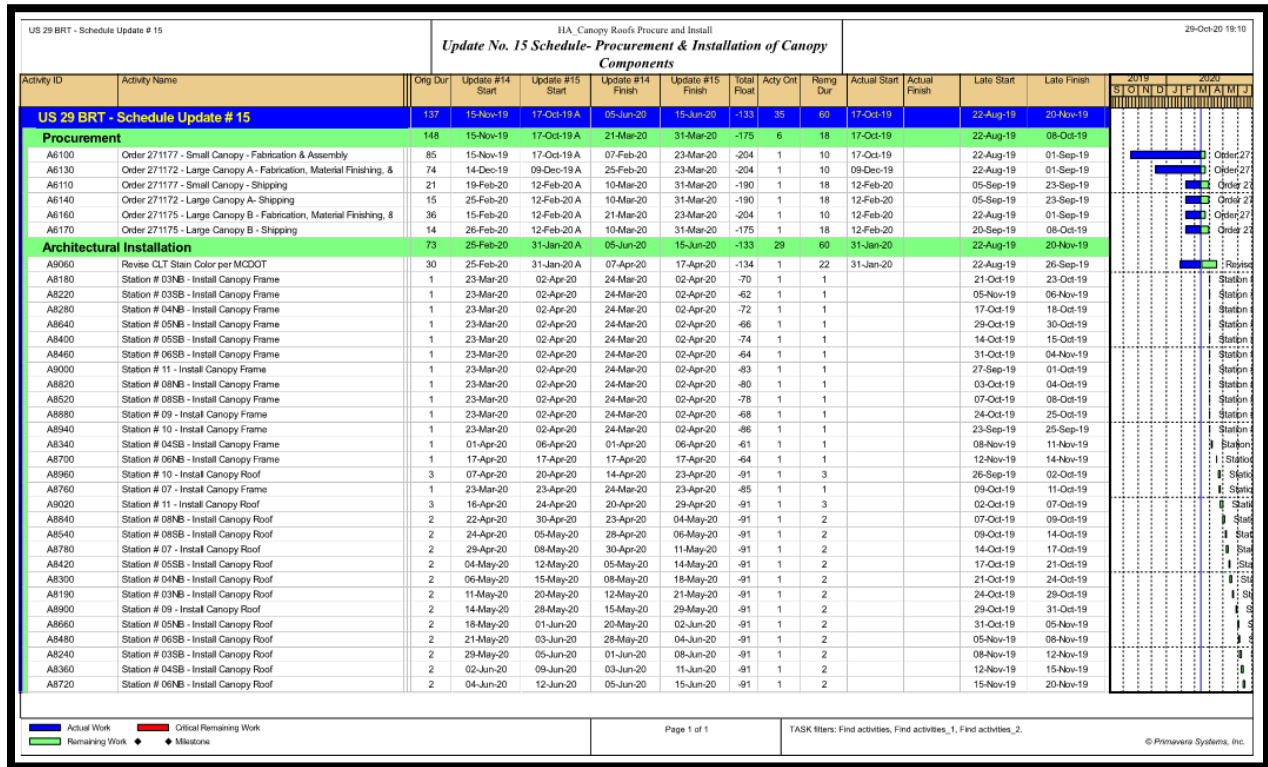 US 29 BRT - Schedule Update # 15
HA_Canopy Roofs Procure and Install
29-Oct-20 19:10
Update No. 15 Schedule- Procurement & Installation of Canopy
Components
Activity ID Activity Name Orig Dur Update #14 Start Update #15 Start Update #14 Finish Update #15 Finish Total Float Acty Cnt Remg Dur Actual Start Actual Finish Late Start Late Finish 2019 2020
S O N D J F M A M J
US 29 BRT - Schedule Update # 15 137 15-Nov-19 17-Oct-19 A 05-Jun-20 15-Jun-20 -133 35 60 17-Oct-19 22-Aug-19 20-Nov-19
Procurement 148 15-Nov-19 17-Oct-19 A 21-Mar-20 31-Mar-20 -175 6 18 17-Oct-19 22-Aug-19 08-Oct-19
A6100 Order 271177 - Small Canopy - Fabrication & Assembly 85 15-Nov-19 17-Oct-19 A 07-Feb-20 23-Mar-20 -204 1 10 17-Oct-19 22-Aug-19 01-Sep-19 Order 27
A6130 Order 271172 - Large Canopy A - Fabrication, Material Finishing, & 74 14-Dec-19 09-Dec-19 A 25-Feb-20 23-Mar-20 -204 1 10 09-Dec-19 22-Aug-19 01-Sep-19 Order 27
A6110 Order 271177 - Small Canopy - Shipping 21 19-Feb-20 12-Feb-20 A 10-Mar-20 31-Mar-20 -190 1 18 12-Feb-20 05-Sep-19 23-Sep-19 Order 27
A6140 Order 271172 - Large Canopy A- Shipping 15 25-Feb-20 12-Feb-20 A 10-Mar-20 31-Mar-20 -190 1 18 12-Feb-20 05-Sep-19 23-Sep-19 Order 27
A6160 Order 271175 - Large Canopy B - Fabrication, Material Finishing, & 36 15-Feb-20 12-Feb-20 A 21-Mar-20 23-Mar-20 -204 1 10 12-Feb-20 22-Aug-19 01-Sep-19 Order 27
A6170 Order 271175 - Large Canopy B - Shipping 14 26-Feb-20 12-Feb-20 A 10-Mar-20 31-Mar-20 -175 1 18 12-Feb-20 20-Sep-19 08-Oct-19 Order 27
Architectural Installation 73 25-Feb-20 31-Jan-20 A 05-Jun-20 15-Jun-20 -133 29 60 31-Jan-20 22-Aug-19 20-Nov-19
A9060 Revise CLT Stain Color per MCDOT 30 25-Feb-20 31-Jan-20 A 07-Apr-20 17-Apr-20 -134 1 22 31-Jan-20 22-Aug-19 26-Sep-19 Revise
A8180 Station # 03NB - Install Canopy Frame 1 23-Mar-20 02-Apr-20 24-Mar-20 02-Apr-20 -70 1 1 21-Oct-19 23-Oct-19 Station
A8220 Station # 03SB - Install Canopy Frame 1 23-Mar-20 02-Apr-20 24-Mar-20 02-Apr-20 -62 1 1 05-Nov-19 06-Nov-19 Station
A8280 Station # 04NB - Install Canopy Frame 1 23-Mar-20 02-Apr-20 24-Mar-20 02-Apr-20 -72 1 1 17-Oct-19 18-Oct-19 Station
A8640 Station # 05NB - Install Canopy Frame 1 23-Mar-20 02-Apr-20 24-Mar-20 02-Apr-20 -66 1 1 29-Oct-19 30-Oct-19 Station
A8400 Station # 05SB - Install Canopy Frame 1 23-Mar-20 02-Apr-20 24-Mar-20 02-Apr-20 -74 1 1 14-Oct-19 15-Oct-19 Station
A8460 Station # 06SB - Install Canopy Frame 1 23-Mar-20 02-Apr-20 24-Mar-20 02-Apr-20 -64 1 1 31-Oct-19 04-Nov-19 Station
A9000 Station # 11 - Install Canopy Frame 1 23-Mar-20 02-Apr-20 24-Mar-20 02-Apr-20 -83 1 1 27-Sep-19 01-Oct-19 Station
A8820 Station # 08NB - Install Canopy Frame 1 23-Mar-20 02-Apr-20 24-Mar-20 02-Apr-20 -80 1 1 03-Oct-19 04-Oct-19 Station
A8520 Station # 08SB - Install Canopy Frame 1 23-Mar-20 02-Apr-20 24-Mar-20 02-Apr-20 -78 1 1 07-Oct-19 08-Oct-19 Station
A8880 Station # 09 - Install Canopy Frame 1 23-Mar-20 02-Apr-20 24-Mar-20 02-Apr-20 -68 1 1 24-Oct-19 25-Oct-19 Station
A8940 Station # 10 - Install Canopy Frame 1 23-Mar-20 02-Apr-20 24-Mar-20 02-Apr-20 -86 1 1 23-Sep-19 25-Sep-19 Station
A8340 Station # 04SB - Install Canopy Frame 1 01-Apr-20 06-Apr-20 01-Apr-20 06-Apr-20 -61 1 1 08-Nov-19 11-Nov-19 Station
A8700 Station # 06NB - Install Canopy Frame 1 17-Apr-20 17-Apr-20 17-Apr-20 17-Apr-20 -64 1 1 12-Nov-19 14-Nov-19 Statio
A8960 Station # 10 - Install Canopy Roof 3 07-Apr-20 20-Apr-20 14-Apr-20 23-Apr-20 -91 1 3 26-Sep-19 02-Oct-19 Statio
A8760 Station # 07 - Install Canopy Frame 1 23-Mar-20 23-Apr-20 24-Mar-20 23-Apr-20 -85 1 1 09-Oct-19 11-Oct-19 Static
A9020 Station # 11 - Install Canopy Roof 3 16-Apr-20 24-Apr-20 20-Apr-20 29-Apr-20 -91 1 3 02-Oct-19 07-Oct-19 Stati
A8840 Station # 08NB - Install Canopy Roof 2 22-Apr-20 30-Apr-20 23-Apr-20 04-May-20 -91 1 2 07-Oct-19 09-Oct-19 Stat
A8540 Station # 08SB - Install Canopy Roof 2 24-Apr-20 05-May-20 28-Apr-20 06-May-20 -91 1 2 09-Oct-19 14-Oct-19 Stat
A8780 Station # 07 - Install Canopy Roof 2 29-Apr-20 08-May-20 30-Apr-20 11-May-20 -91 1 2 14-Oct-19 17-Oct-19 Sta
A8420 Station # 05SB - Install Canopy Roof 2 04-May-20 12-May-20 05-May-20 14-May-20 -91 1 2 17-Oct-19 21-Oct-19 Sta
A8300 Station # 04NB - Install Canopy Roof 2 06-May-20 15-May-20 08-May-20 18-May-20 -91 1 2 21-Oct-19 24-Oct-19 Sta
A8190 Station # 03NB - Install Canopy Roof 2 11-May-20 20-May-20 12-May-20 21-May-20 -91 1 2 24-Oct-19 29-Oct-19 St
A8900 Station # 09 - Install Canopy Roof 2 14-May-20 28-May-20 15-May-20 29-May-20 -91 1 2 29-Oct-19 31-Oct-19 S
A8660 Station # 05NB - Install Canopy Roof 2 18-May-20 01-Jun-20 20-May-20 02-Jun-20 -91 1 2 31-Oct-19 05-Nov-19 S
A8480 Station # 06SB - Install Canopy Roof 2 21-May-20 03-Jun-20 28-May-20 04-Jun-20 -91 1 2 05-Nov-19 08-Nov-19 S
A8240 Station # 03SB - Install Canopy Roof 2 29-May-20 05-Jun-20 01-Jun-20 08-Jun-20 -91 1 2 08-Nov-19 12-Nov-19
A8360 Station # 04SB - Install Canopy Roof 2 02-Jun-20 09-Jun-20 03-Jun-20 11-Jun-20 -91 1 2 12-Nov-19 15-Nov-19
A8720 Station # 06NB - Install Canopy Roof 2 04-Jun-20 12-Jun-20 05-Jun-20 15-Jun-20 -91 1 2 15-Nov-19 20-Nov-19
Actual Work Critical Remaining Work
Remaining Work Milestone
Page 1 of 1
TASK filters: Find activities, Find activities_1, Find activities_2.
© Primavera Systems, Inc.